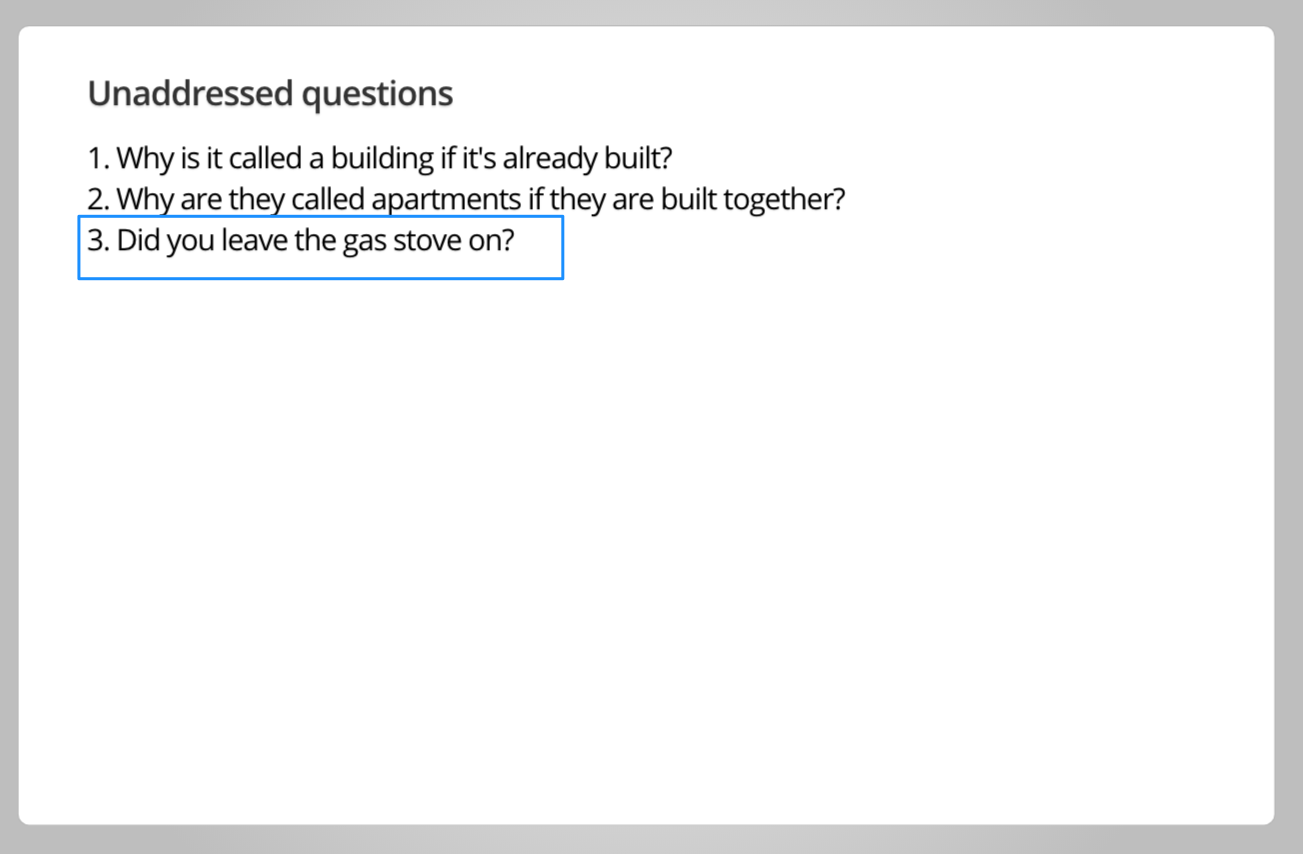 Unaddressed questions
1. Why is it called a building if it's already built?
2. Why are they called apartments if they are built together?
3. Did you leave the gas stove on?